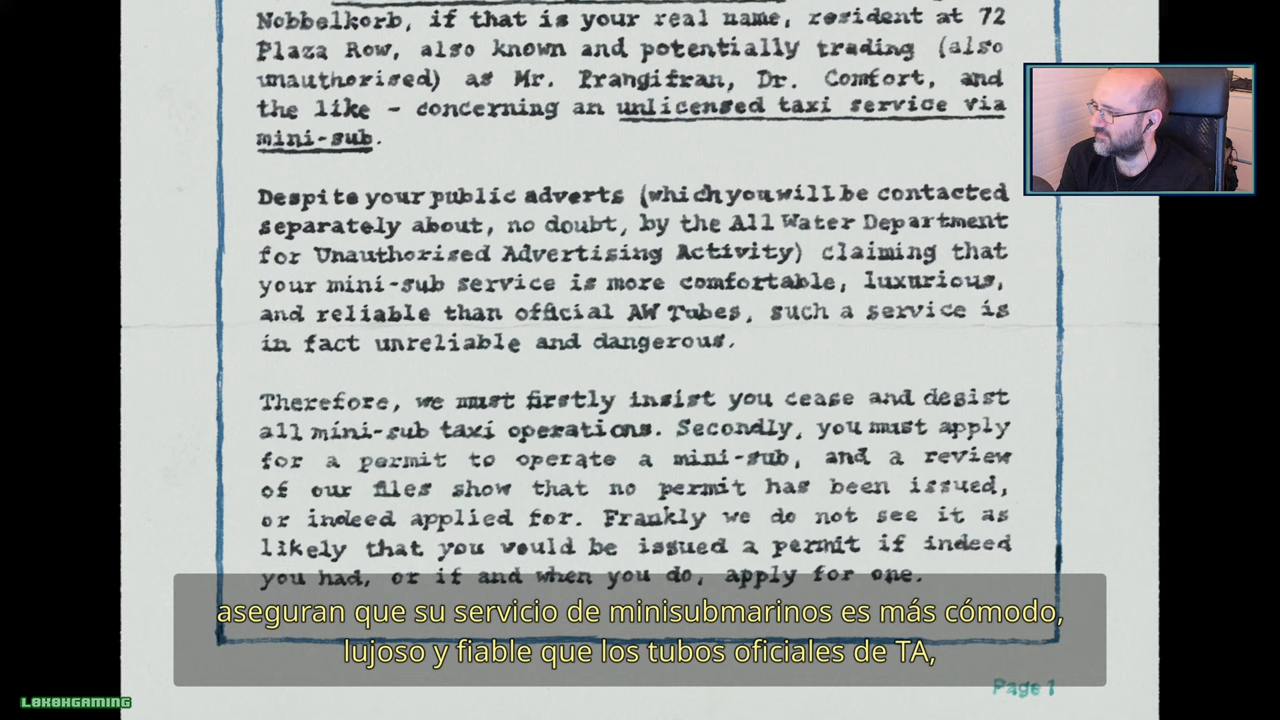 Nobbelkorb, if that is your real name, resident at 72
Plaza Row, also known and potentially trading (also
unauthorised) as Mr. Prangifran, Dr. Comfort, and
the like - concerning an unlicensed taxi service via
mini-sub.
Despite your public adverts (which you will be contacted
separately about, no doubt, by the All Water Department
for Unauthorised Advertising Activity) claiming that
your mini-sub service is more comfortable, luxurious,
and reliable than official AW Tubes, such a service is
in fact unreliable and dangerous.
Therefore, we must firstly insist you cease and desist
all mini-sub taxi operations. Secondly, you must apply
for a permit to operate a mini-sub, and a review
of our files show that no permit has been issued,
or indeed applied for. Frankly we do not see it as
likely that you would be issued a permit if indeed
you had, or if and when you do, apply for one.
aseguran que su servicio de minisubmarinos es más cómodo,
lujoso y fiable que los tubos oficiales de TA,
Page 1
L0K0XGAMING